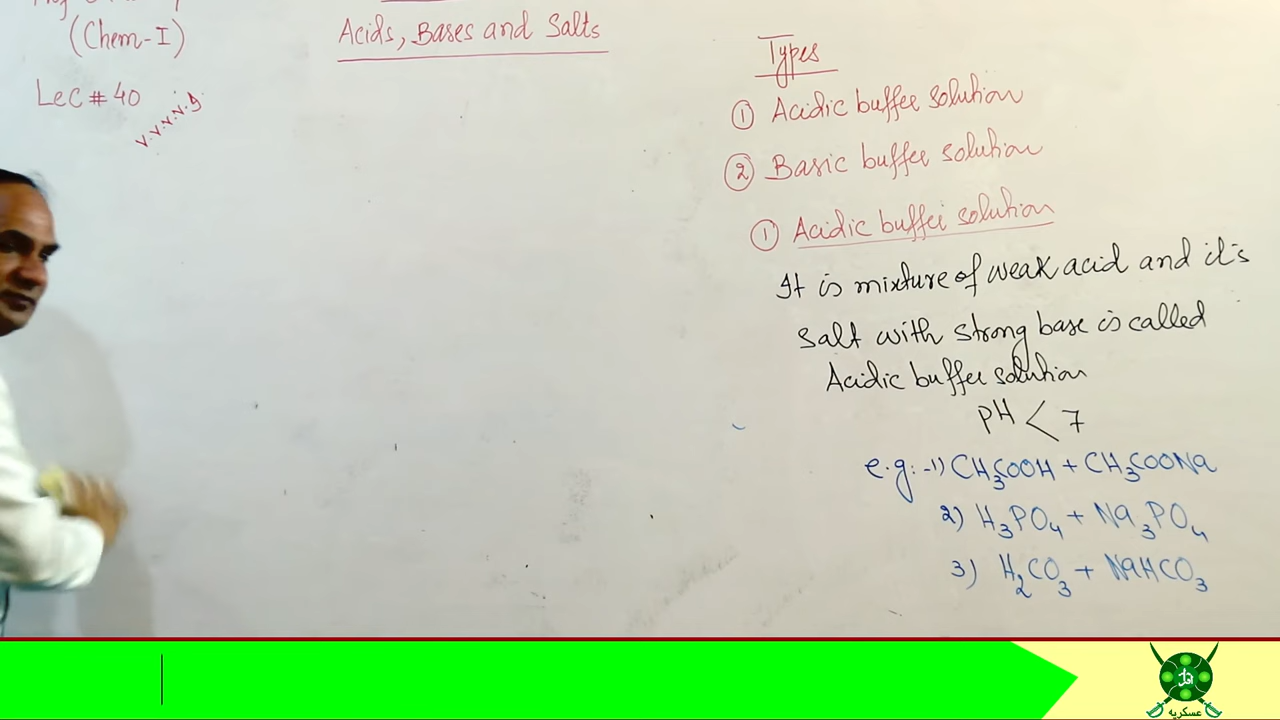 (Chem-I)
Acids, Bases and Salts
Lec # 40
v.v.v.v.g
Types
① Acidic buffer solution
② Basic buffer solution
① Acidic buffer solution
It is mixture of weak acid and it's
salt with strong base is called
Acidic buffer solution
pH < 7
e.g:-1) CH₃COOH + CH₃COONa
2) H₃PO₄ + Na₃PO₄
3) H₂CO₃ + NaHCO₃
عسکریہ